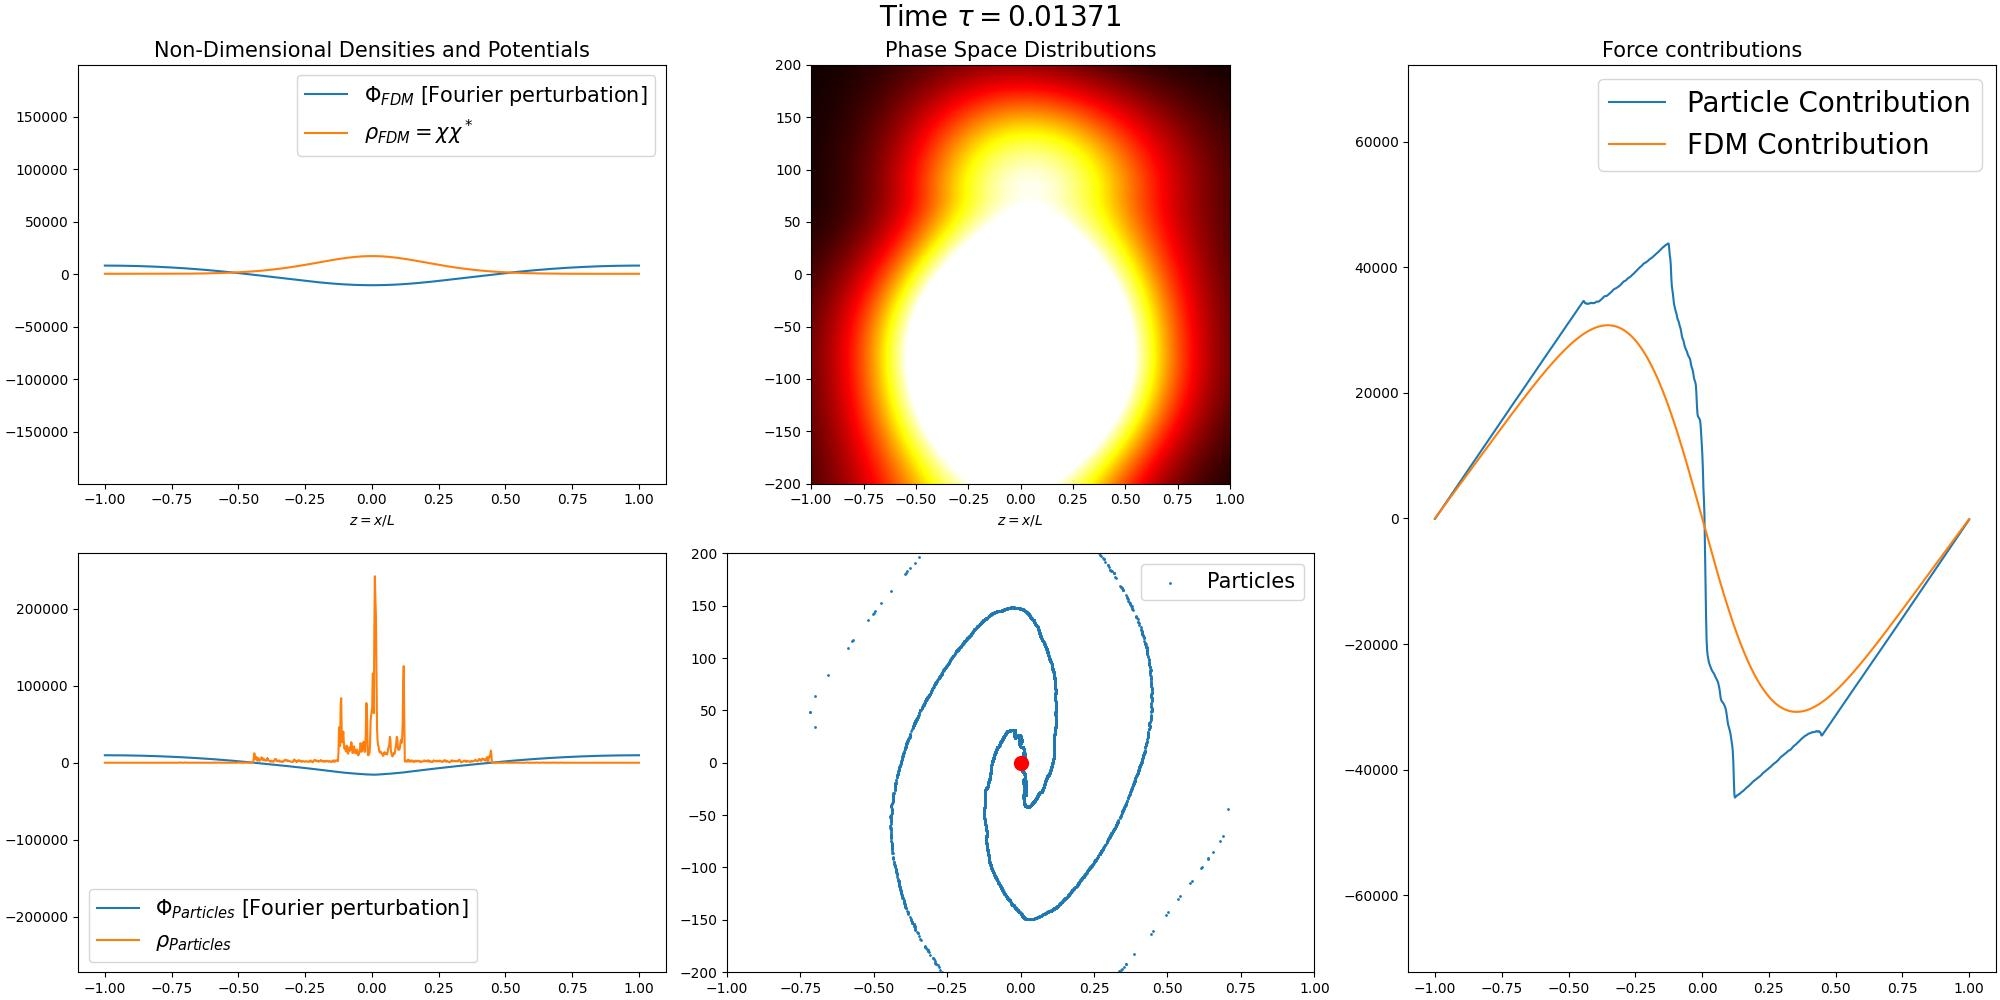 Time τ = 0.01371
Non-Dimensional Densities and Potentials
Φ_FDM [Fourier perturbation]
ρ_FDM = χχ*
150000
100000
50000
0
−50000
−100000
−150000
−1.00 −0.75 −0.50 −0.25 0.00 0.25 0.50 0.75 1.00
z = x/L
Phase Space Distributions
200
150
100
50
0
−50
−100
−150
−200
−1.00 −0.75 −0.50 −0.25 0.00 0.25 0.50 0.75 1.00
z = x/L
Force contributions
Particle Contribution
FDM Contribution
60000
40000
20000
0
−20000
−40000
−60000
−1.00 −0.75 −0.50 −0.25 0.00 0.25 0.50 0.75 1.00
200000
100000
0
−100000
−200000
Φ_Particles [Fourier perturbation]
ρ_Particles
−1.00 −0.75 −0.50 −0.25 0.00 0.25 0.50 0.75 1.00
Particles
200
150
100
50
0
−50
−100
−150
−200
−1.00 −0.75 −0.50 −0.25 0.00 0.25 0.50 0.75 1.00